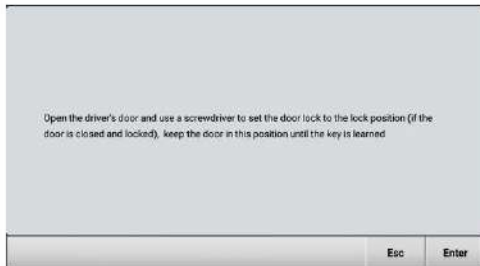 Open the driver's door and use a screwdriver to set the door lock to the lock position (if the
door is closed and locked), keep the door in this position until the key is learned
Esc
Enter